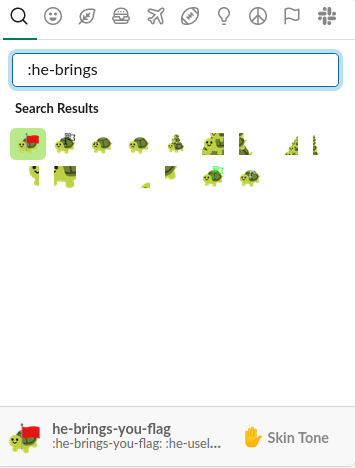 :he-brings
Search Results
he-brings-you-flag
:he-brings-you-flag: :he-usel...
Skin Tone